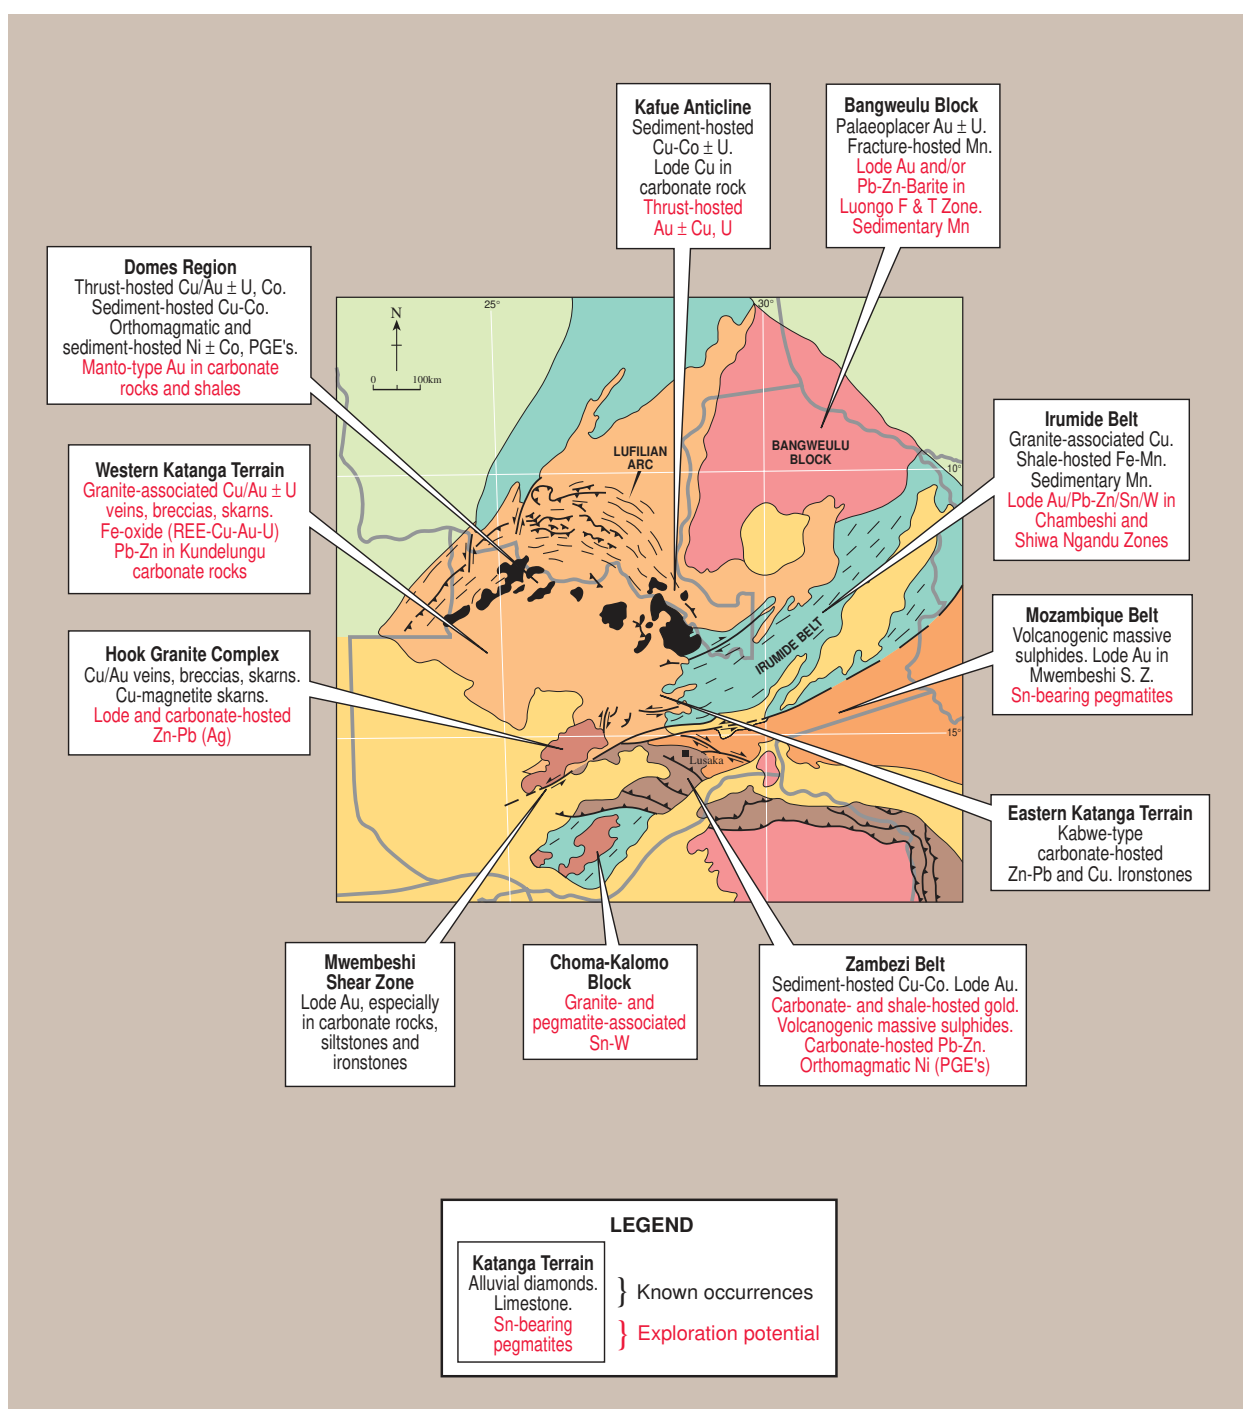 Kafue Anticline
Sediment-hosted
Cu-Co ± U.
Lode Cu in
carbonate rock
Thrust-hosted
Au ± Cu, U
Bangweulu Block
Palaeoplacer Au ± U.
Fracture-hosted Mn.
Lode Au and/or
Pb-Zn-Barite in
Luongo F & T Zone.
Sedimentary Mn
Domes Region
Thrust-hosted Cu/Au ± U, Co.
Sediment-hosted Cu-Co.
Orthomagmatic and
sediment-hosted Ni ± Co, PGE's.
Manto-type Au in carbonate
rocks and shales
25°
30°
N
0 100km
Irumide Belt
Granite-associated Cu.
Shale-hosted Fe-Mn.
Sedimentary Mn.
Lode Au/Pb-Zn/Sn/W in
Chambeshi and
Shiwa Ngandu Zones
LUFILIAN
ARC
BANGWEULU
BLOCK
10°
Western Katanga Terrain
Granite-associated Cu/Au ± U
veins, breccias, skarns.
Fe-oxide (REE-Cu-Au-U)
Pb-Zn in Kundelungu
carbonate rocks
IRUMIDE BELT
Mozambique Belt
Volcanogenic massive
sulphides. Lode Au in
Mwembeshi S. Z.
Sn-bearing pegmatites
Hook Granite Complex
Cu/Au veins, breccias, skarns.
Cu-magnetite skarns.
Lode and carbonate-hosted
Zn-Pb (Ag)
15°
Lusaka
Eastern Katanga Terrain
Kabwe-type
carbonate-hosted
Zn-Pb and Cu. Ironstones
Mwembeshi
Shear Zone
Lode Au, especially
in carbonate rocks,
siltstones and
ironstones
Choma-Kalomo
Block
Granite- and
pegmatite-associated
Sn-W
Zambezi Belt
Sediment-hosted Cu-Co. Lode Au.
Carbonate- and shale-hosted gold.
Volcanogenic massive sulphides.
Carbonate-hosted Pb-Zn.
Orthomagmatic Ni (PGE's)
LEGEND
Katanga Terrain
Alluvial diamonds.
Limestone.
Sn-bearing
pegmatites
} Known occurrences
} Exploration potential